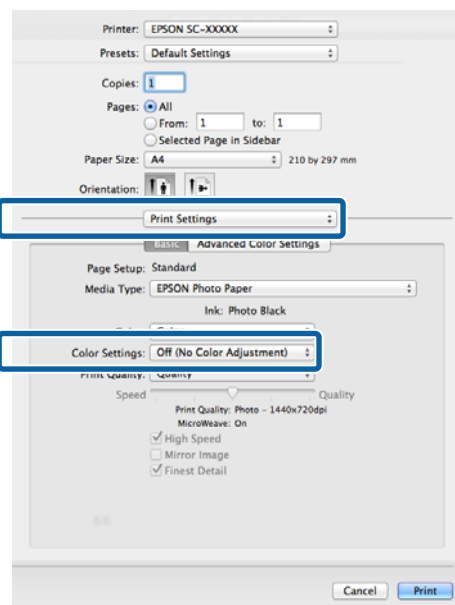 Printer: EPSON SC-XXXXX
Presets: Default Settings
Copies: 1
Pages: All
From: 1 to: 1
Selected Page in Sidebar
Paper Size: A4 210 by 297 mm
Orientation:
Print Settings
Basic Advanced Color Settings
Page Setup: Standard
Media Type: EPSON Photo Paper
Ink: Photo Black
Color Settings: Off (No Color Adjustment)
Print Quality: Quality
Speed Quality
Print Quality: Photo - 1440x720dpi
MicroWeave: On
High Speed
Mirror Image
Finest Detail
Cancel Print